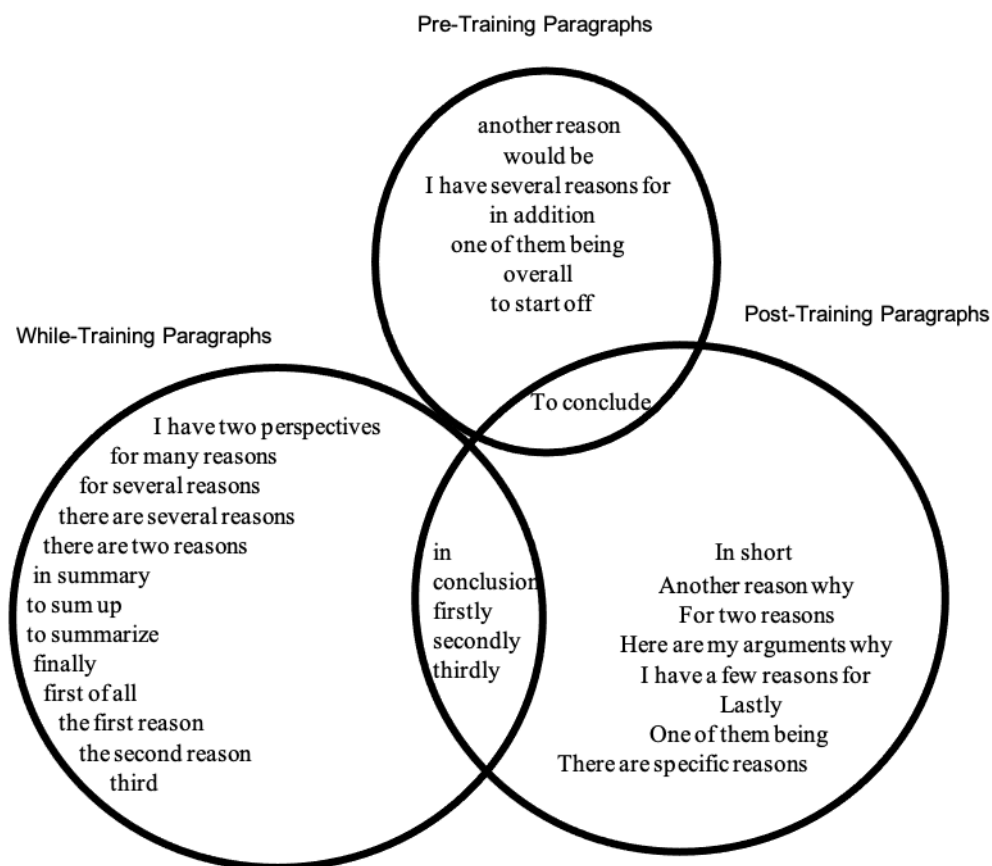 Pre-Training Paragraphs
another reason
would be
I have several reasons for
in addition
one of them being
overall
to start off
While-Training Paragraphs
Post-Training Paragraphs
To conclude
I have two perspectives
for many reasons
for several reasons
there are several reasons
there are two reasons
in summary
to sum up
to summarize
finally
first of all
the first reason
the second reason
third
in
conclusion
firstly
secondly
thirdly
In short
Another reason why
For two reasons
Here are my arguments why
I have a few reasons for
Lastly
One of them being
There are specific reasons